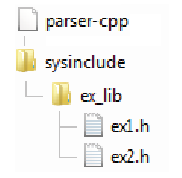 parser-cpp
sysinclude
ex_lib
ex1.h
ex2.h